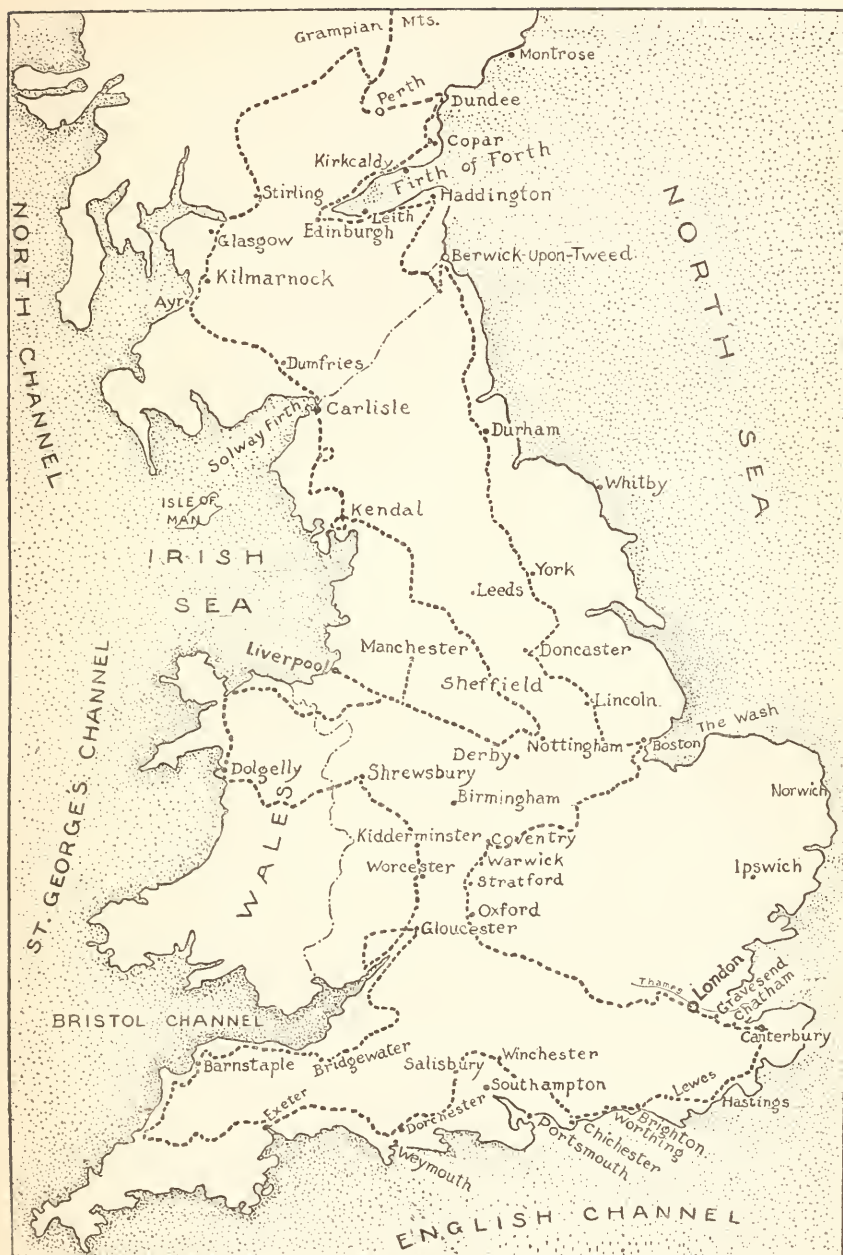 Grampian Mts.
Montrose
Perth
Dundee
Copar
Kirkcaldy
Firth of Forth
Stirling
Haddington
Leith
Edinburgh
Glasgow
Berwick-Upon-Tweed
Kilmarnock
Ayr
NORTH CHANNEL
NORTH SEA
Dumfries
Solway Firth
Carlisle
Durham
Whitby
ISLE OF
MAN
Kendal
IRISH
SEA
York
Leeds
Liverpool
Manchester
Doncaster
Sheffield
Lincoln.
The Wash
ST. GEORGE'S CHANNEL
Derby
Nottingham
Boston
Dolgelly
Shrewsbury
Birmingham
Norwich
WALES
Kidderminster
Coventry
Worcester
Warwick
Stratford
Ipswich
Oxford
Gloucester
Thames
London
Gravesend
Chatham
Canterbury
BRISTOL CHANNEL
Barnstaple
Bridgewater
Salisbury
Winchester
Southampton
Lewes
Hastings
Exeter
Dorchester
Brighton
Worthing
Chichester
Portsmouth
Weymouth
ENGLISH CHANNEL